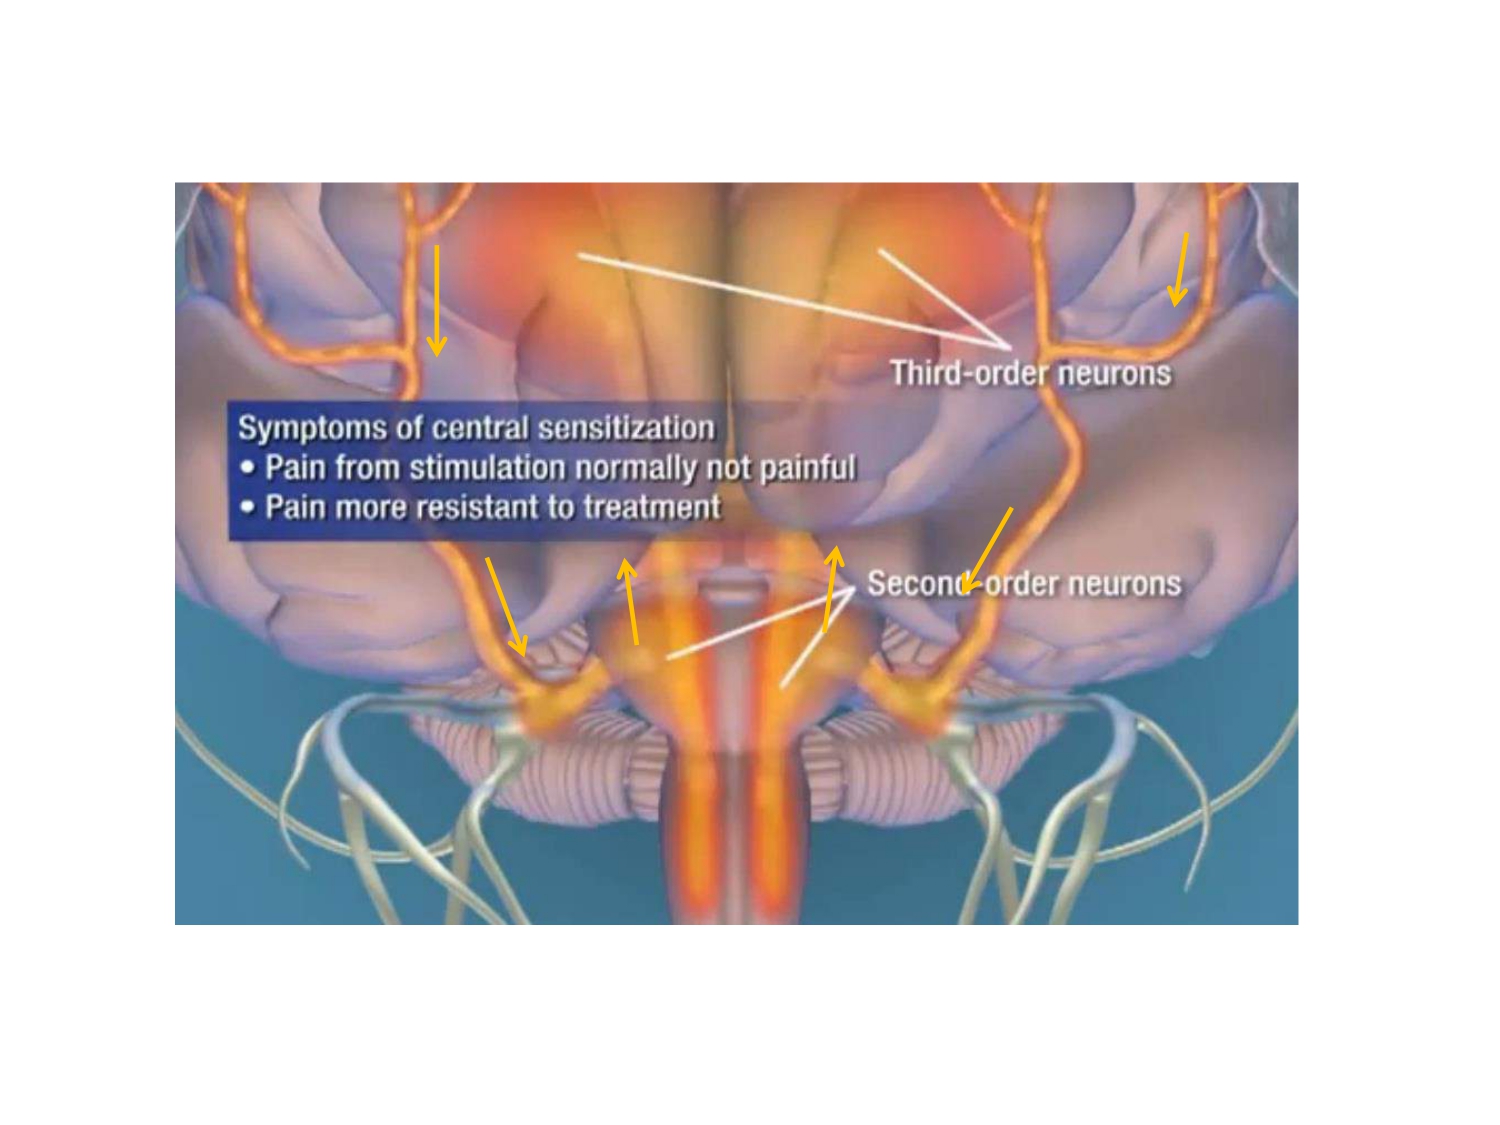 Third-order neurons
Symptoms of central sensitization
• Pain from stimulation normally not painful
• Pain more resistant to treatment
Second-order neurons